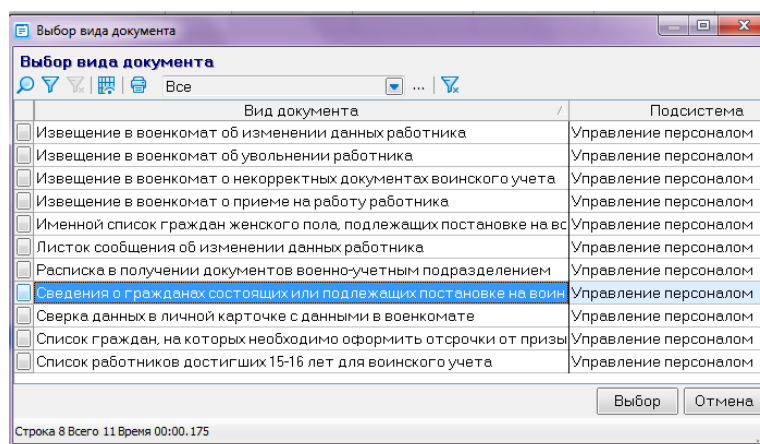 Выбор вида документа
Выбор вида документа
Все ...
Вид документа Подсистема
Извещение в военкомат об изменении данных работника Управление персоналом
Извещение в военкомат об увольнении работника Управление персоналом
Извещение в военкомат о некорректных документах воинского учета Управление персоналом
Извещение в военкомат о приеме на работу работника Управление персоналом
Именной список граждан женского пола, подлежащих постановке на вс Управление персоналом
Листок сообщения об изменении данных работника Управление персоналом
Расписка в получении документов военно-учетным подразделением Управление персоналом
Сведения о гражданах состоящих или подлежащих постановке на воин Управление персоналом
Сверка данных в личной карточке с данными в военкомате Управление персоналом
Список граждан, на которых необходимо оформить отсрочки от призы Управление персоналом
Список работников достигших 15-16 лет для воинского учета Управление персоналом
Выбор Отмена
Строка 8 Всего 11 Время 00:00.175